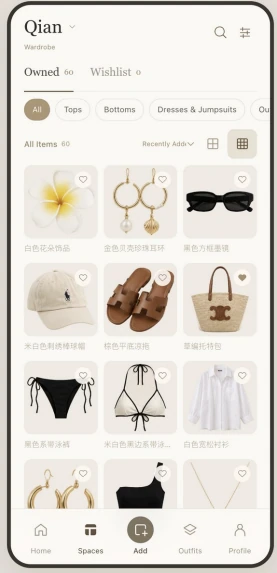 Qian
Wardrobe
Owned 60
Wishlist 0
All
Tops
Bottoms
Dresses & Jumpsuits
Ou
All items 60
Recently Add
白色花朵饰品
金色贝壳珍珠耳环
黑色方框墨镜
米白色刺绣棒球帽
棕色平底凉拖
草编托特包
黑色系带泳裤
米白色黑边系带泳...
白色宽松衬衫
Home
Spaces
Add
Outfits
Profile